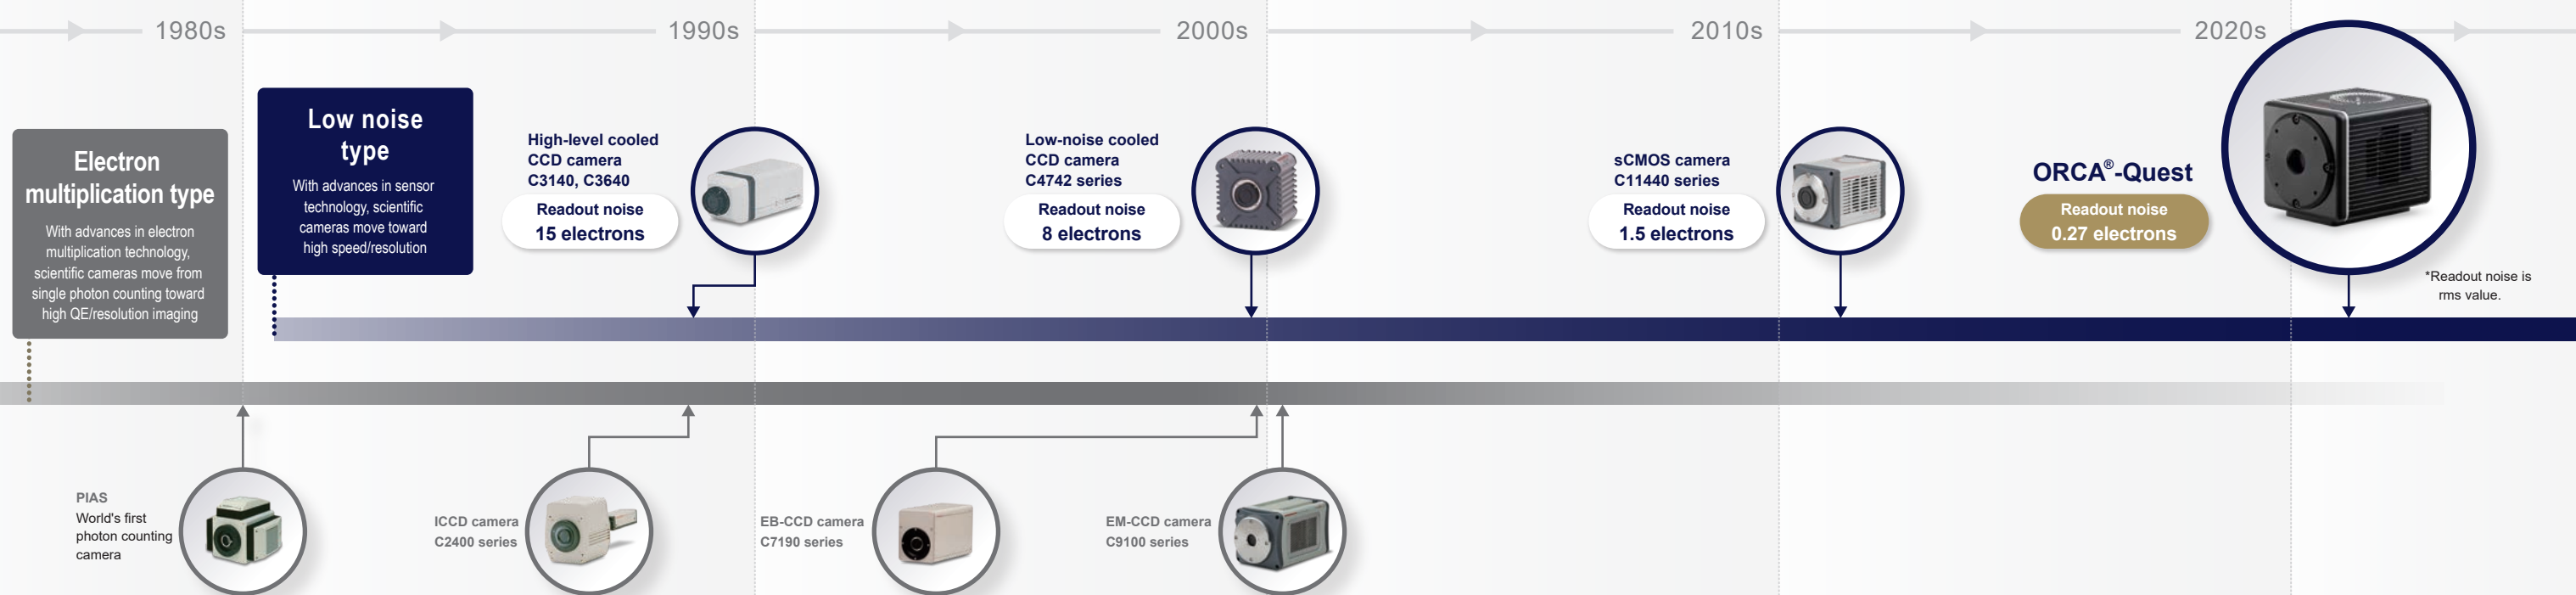 1980s
1990s
2000s
2010s
2020s
Electron
multiplication type
With advances in electron
multiplication technology,
scientific cameras move from
single photon counting toward
high QE/resolution imaging
Low noise
type
With advances in sensor
technology, scientific
cameras move toward
high speed/resolution
High-level cooled
CCD camera
C3140, C3640
Readout noise
15 electrons
Low-noise cooled
CCD camera
C4742 series
Readout noise
8 electrons
sCMOS camera
C11440 series
Readout noise
1.5 electrons
ORCA®-Quest
Readout noise
0.27 electrons
*Readout noise is
rms value.
PIAS
World's first
photon counting
camera
ICCD camera
C2400 series
EB-CCD camera
C7190 series
EM-CCD camera
C9100 series